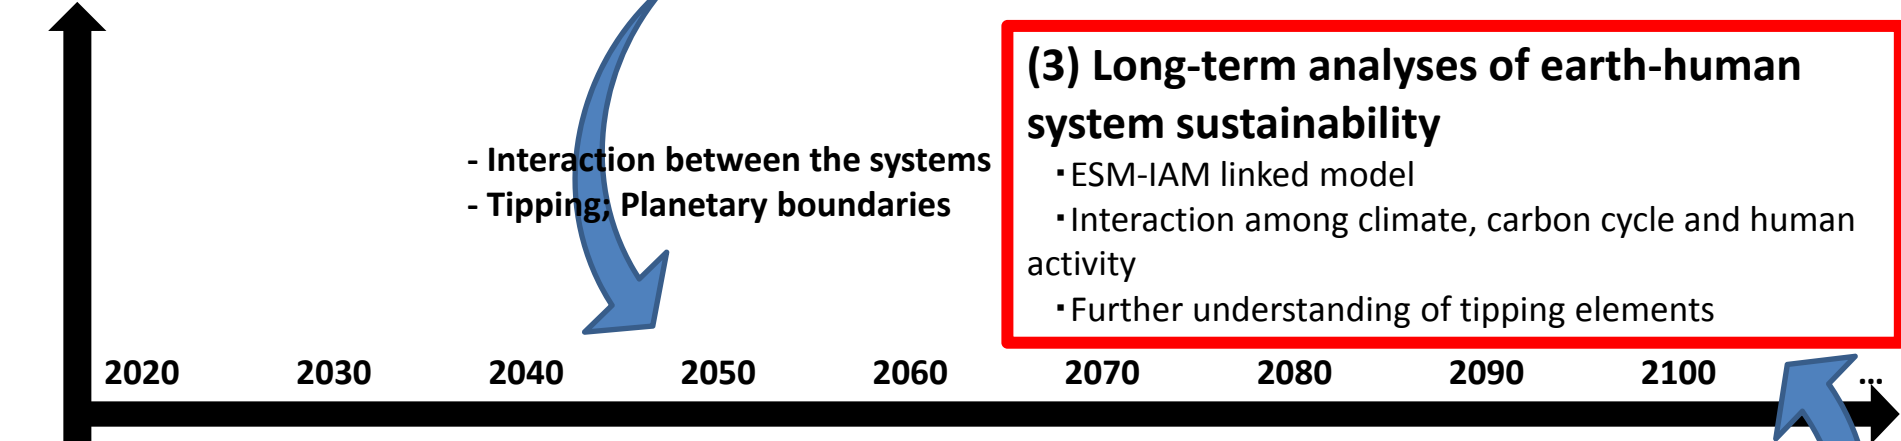 (3) Long-term analyses of earth-human
system sustainability
- Interaction between the systems
- Tipping; Planetary boundaries
・ESM-IAM linked model
・Interaction among climate, carbon cycle and human
activity
・Further understanding of tipping elements
2020 2030 2040 2050 2060 2070 2080 2090 2100 ...